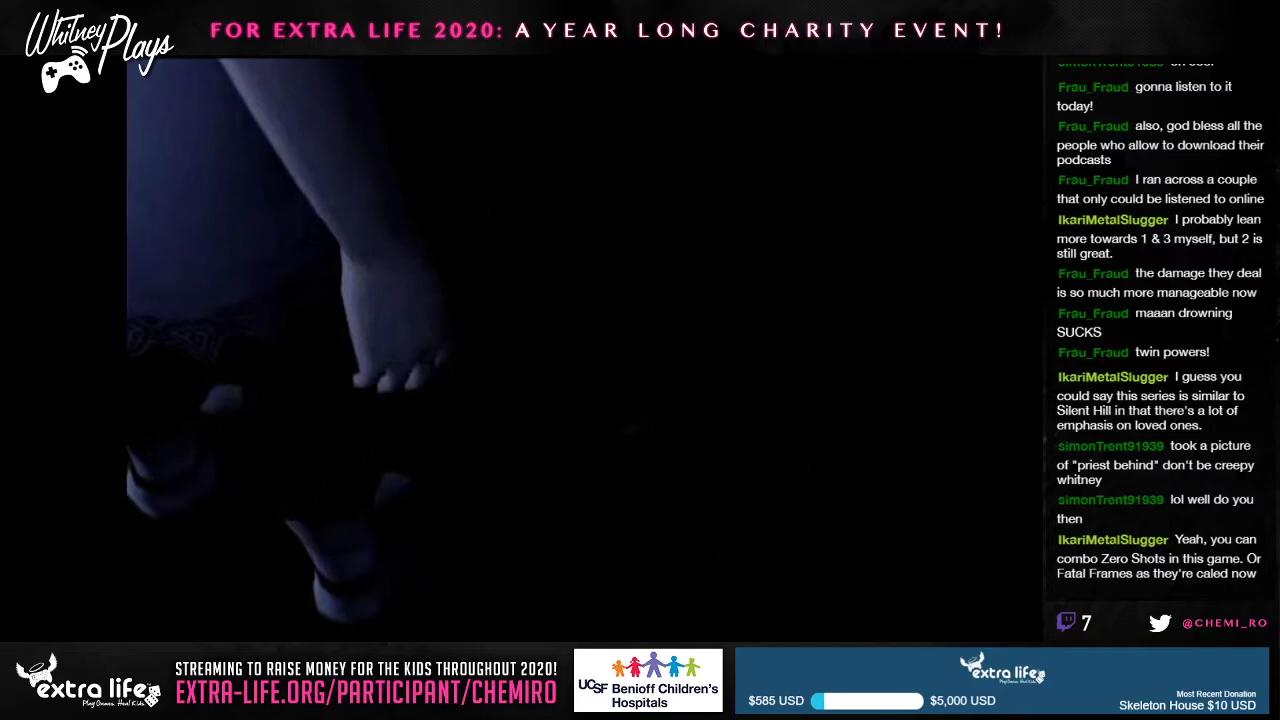 Whitney Plays
FOR EXTRA LIFE 2020: A YEAR LONG CHARITY EVENT!
Frau_Fraud gonna listen to it
today!
Frau_Fraud also, god bless all the
people who allow to download their
podcasts
Frau_Fraud I ran across a couple
that only could be listened to online
IkariMetalSlugger I probably lean
more towards 1 & 3 myself, but 2 is
still great.
Frau_Fraud the damage they deal
is so much more manageable now
Frau_Fraud maaan drowning
SUCKS
Frau_Fraud twin powers!
IkariMetalSlugger I guess you
could say this series is similar to
Silent Hill in that there's a lot of
emphasis on loved ones.
simonTrent91939 took a picture
of "priest behind" don't be creepy
whitney
simonTrent91939 lol well do you
then
IkariMetalSlugger Yeah, you can
combo Zero Shots in this game. Or
Fatal Frames as they're caled now
7 @CHEMI_RO
extra life
Play Games. Heal Kids.
STREAMING TO RAISE MONEY FOR THE KIDS THROUGHOUT 2020!
EXTRA-LIFE.ORG/PARTICIPANT/CHEMIRO
UCSF Benioff Children's
Hospitals
extra life
Play Games. Heal Kids.
$585 USD $5,000 USD
Most Recent Donation
Skeleton House $10 USD